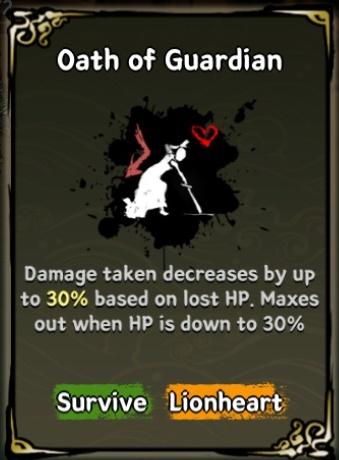 Oath of Guardian
Damage taken decreases by up
to 30% based on lost HP. Maxes
out when HP is down to 30%
Survive Lionheart